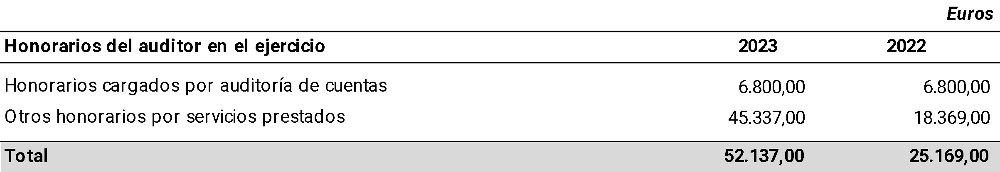 Euros
Honorarios del auditor en el ejercicio 2023 2022
Honorarios cargados por auditoría de cuentas 6.800,00 6.800,00
Otros honorarios por servicios prestados 45.337,00 18.369,00
Total 52.137,00 25.169,00